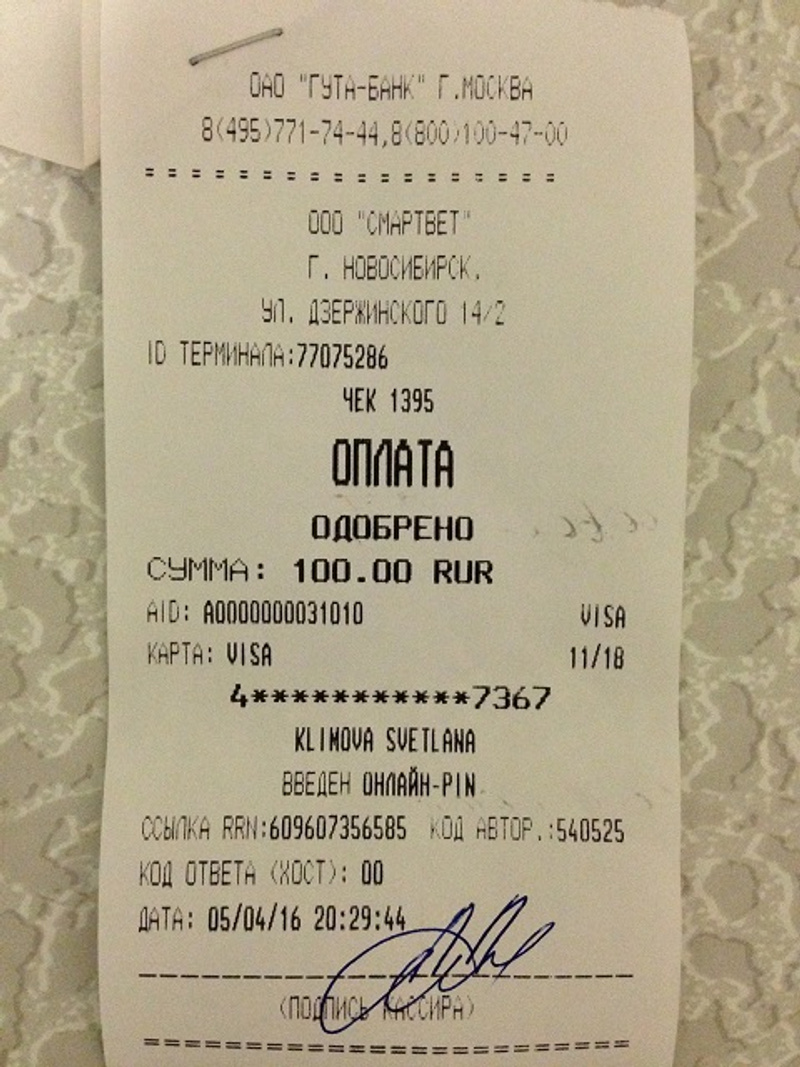 ОАО "ГУТА-БАНК" Г.МОСКВА
8(495)771-74-44,8(800)100-47-00
= = = = = = = = = = = = = = = = = =
ООО "СМАРТВЕТ"
Г. НОВОСИБИРСК,
УЛ. ДЗЕРЖИНСКОГО 14/2
ID ТЕРМИНАЛА:77075286
ЧЕК 1395
ОПЛАТА
ОДОБРЕНО
СУММА: 100.00 RUR
AID: A0000000031010 VISA
КАРТА: VISA 11/18
4***********7367
KLIMOVA SVETLANA
ВВЕДЕН ОНЛАЙН-PIN
ССЫЛКА RRN:609607356585 КОД АВТОР.:540525
КОД ОТВЕТА (ХОСТ): 00
ДАТА: 05/04/16 20:29:44
(ПОДПИСЬ КАССИРА)